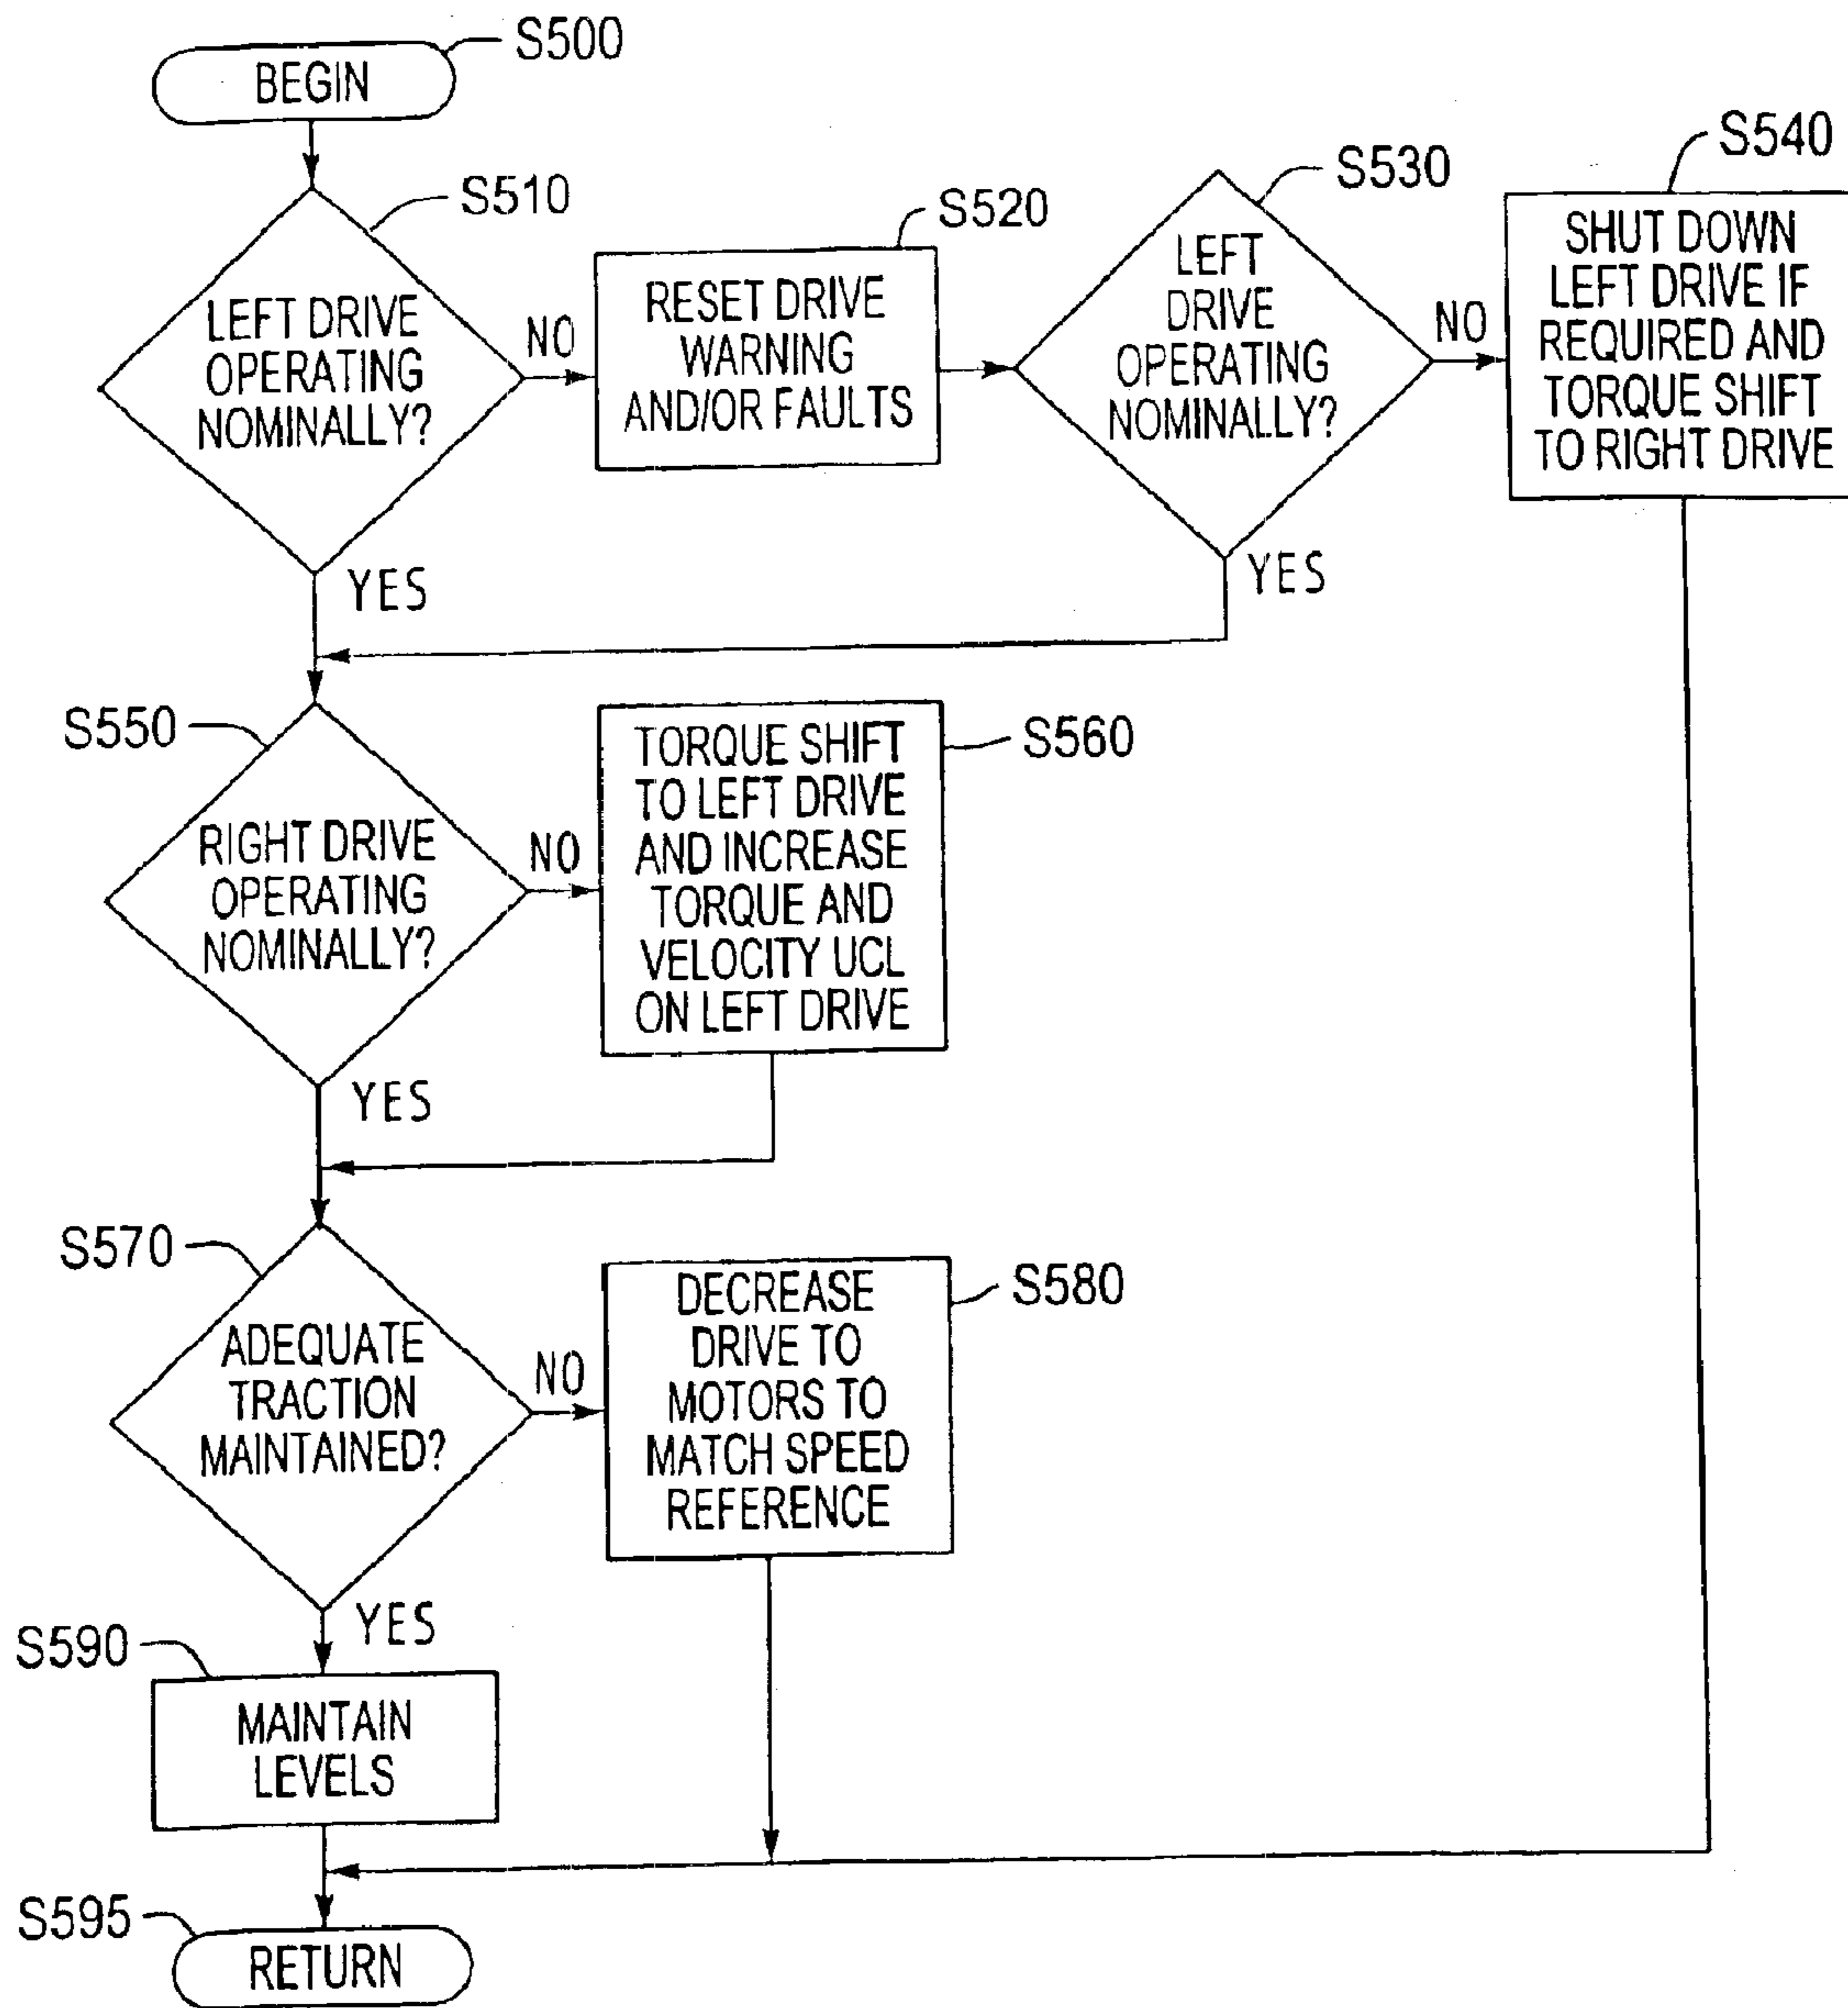 S500
BEGIN
S510
LEFT DRIVE
OPERATING
NOMINALLY?
NO
YES
S520
RESET DRIVE
WARNING
AND/OR FAULTS
S530
LEFT
DRIVE
OPERATING
NOMINALLY?
NO
YES
S540
SHUT DOWN
LEFT DRIVE IF
REQUIRED AND
TORQUE SHIFT
TO RIGHT DRIVE
S550
RIGHT DRIVE
OPERATING
NOMINALLY?
NO
YES
S560
TORQUE SHIFT
TO LEFT DRIVE
AND INCREASE
TORQUE AND
VELOCITY UCL
ON LEFT DRIVE
S570
ADEQUATE
TRACTION
MAINTAINED?
NO
YES
S580
DECREASE
DRIVE TO
MOTORS TO
MATCH SPEED
REFERENCE
S590
MAINTAIN
LEVELS
S595
RETURN